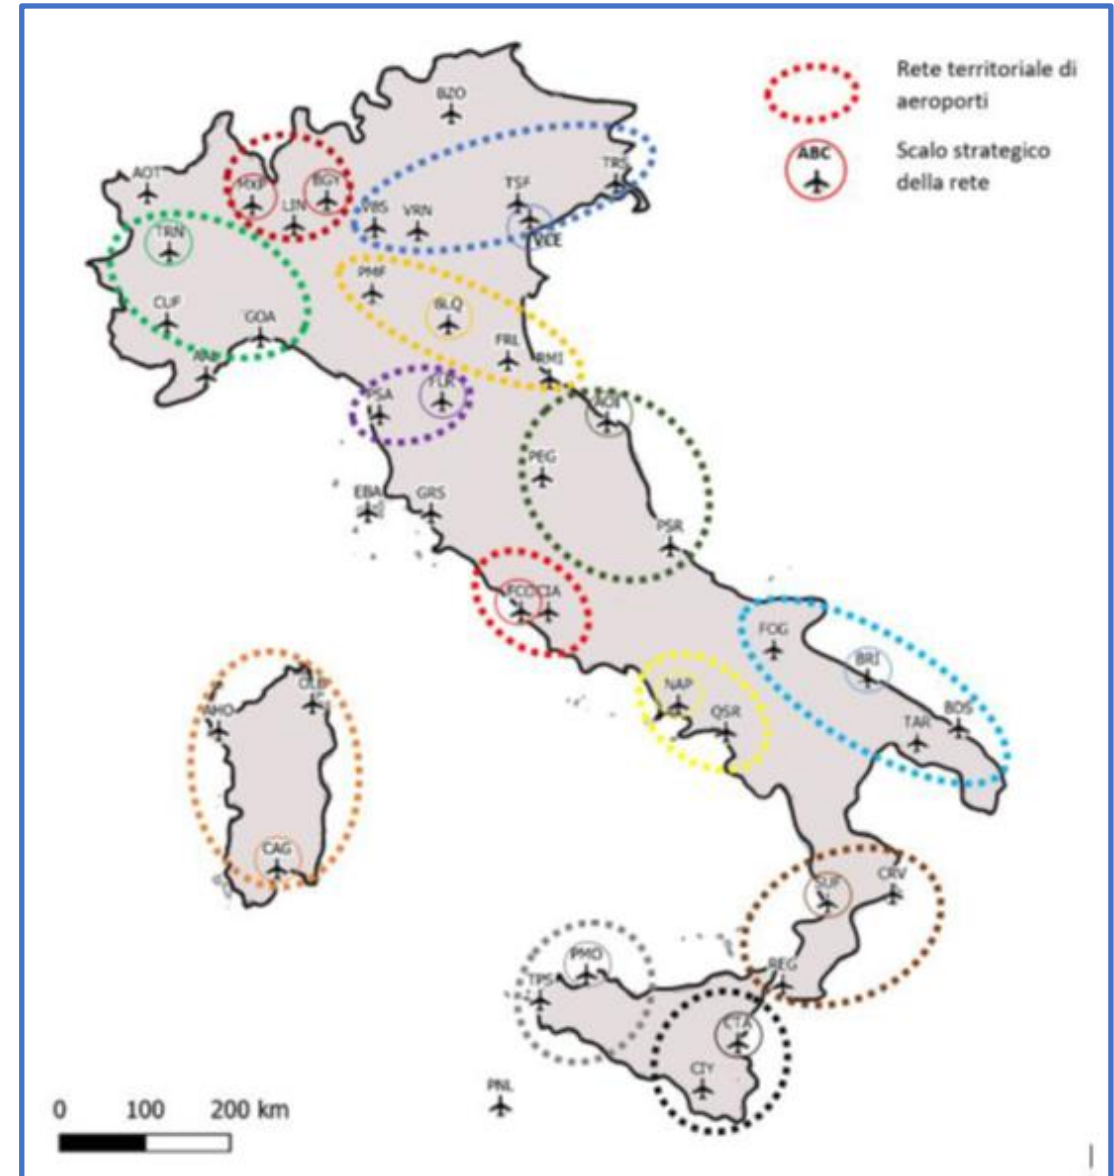 Rete territoriale di
aeroporti
ABC
Scalo strategico
della rete
BZO
AOT
MXP
BGY
LIN
TRN
VBS
VRN
TSF
TRS
VCE
CUF
GOA
PMF
BLQ
FRL
RMI
PSA
FLR
AOI
PEG
EBA
GRS
PSR
FCO
CIA
FOG
BRI
NAP
QSR
TAR
BDS
OLB
AHO
CAG
SUF
CRV
REG
PMO
TPS
CTA
CIY
PNL
0 100 200 km